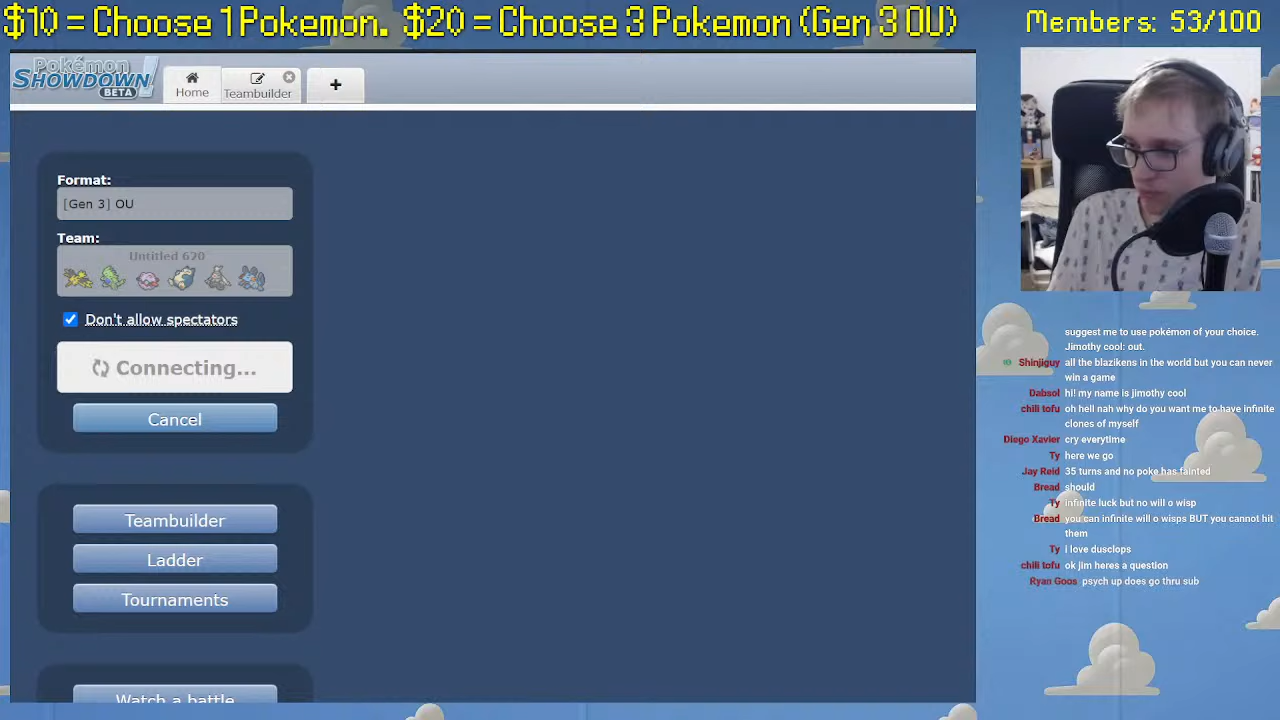 $10 = Choose 1 Pokemon. $20 = Choose 3 Pokemon (Gen 3 OU)
Members: 53/100
Pokémon
SHOWDOWN!
BETA
Home
Teambuilder
+
Format:
[Gen 3] OU
Team:
Untitled 620
Don't allow spectators
Connecting...
Cancel
Teambuilder
Ladder
Tournaments
Watch a battle
suggest me to use pokémon of your choice.
Jimothy cool: out.
Shinjiguy all the blazikens in the world but you can never
win a game
Dabsol hi! my name is jimothy cool
chili tofu oh hell nah why do you want me to have infinite
clones of myself
Diego Xavier cry everytime
Ty here we go
Jay Reid 35 turns and no poke has fainted
Bread should
Ty infinite luck but no will o wisp
Bread you can infinite will o wisps BUT you cannot hit
them
Ty i love dusclops
chili tofu ok jim heres a question
Ryan Goos psych up does go thru sub